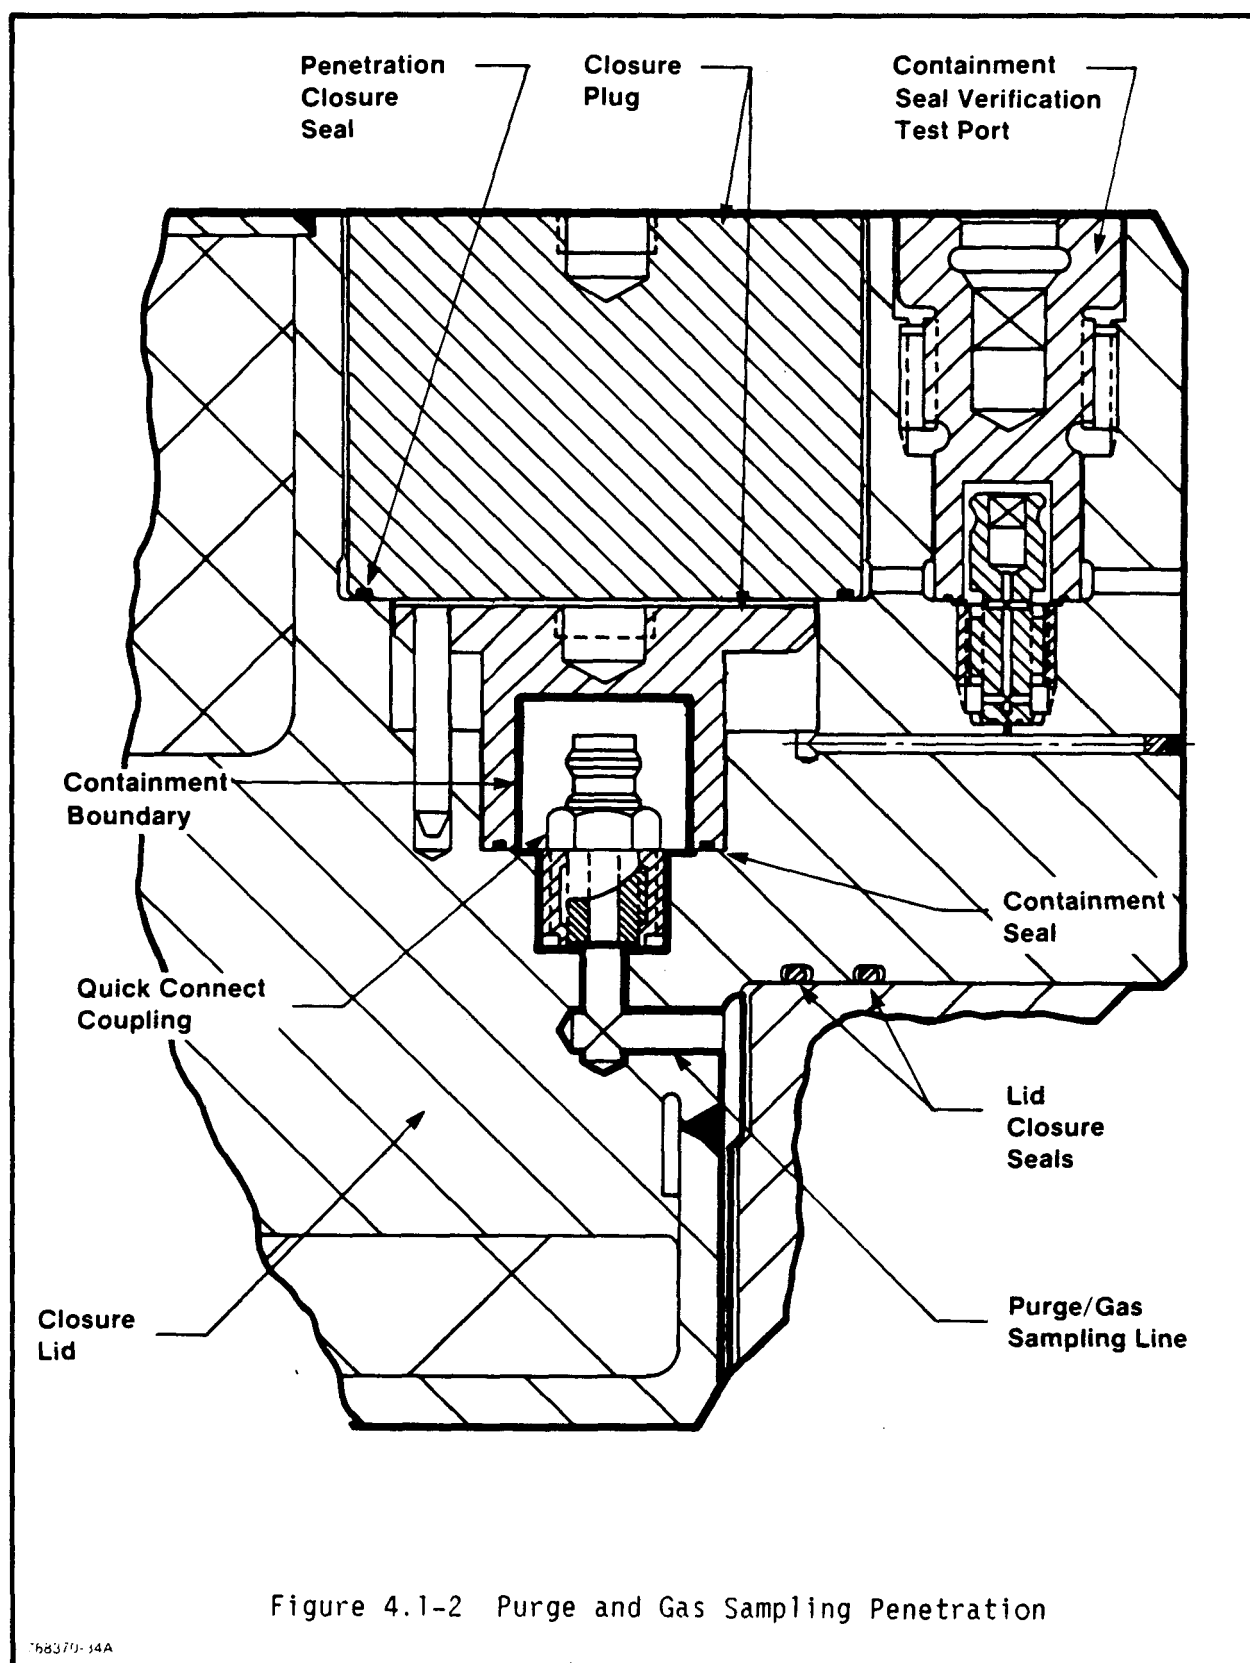 Penetration
Closure
Seal
Closure
Plug
Containment
Seal Verification
Test Port
Containment
Boundary
Containment
Seal
Quick Connect
Coupling
Lid
Closure
Seals
Closure
Lid
Purge/Gas
Sampling Line
Figure 4.1-2 Purge and Gas Sampling Penetration